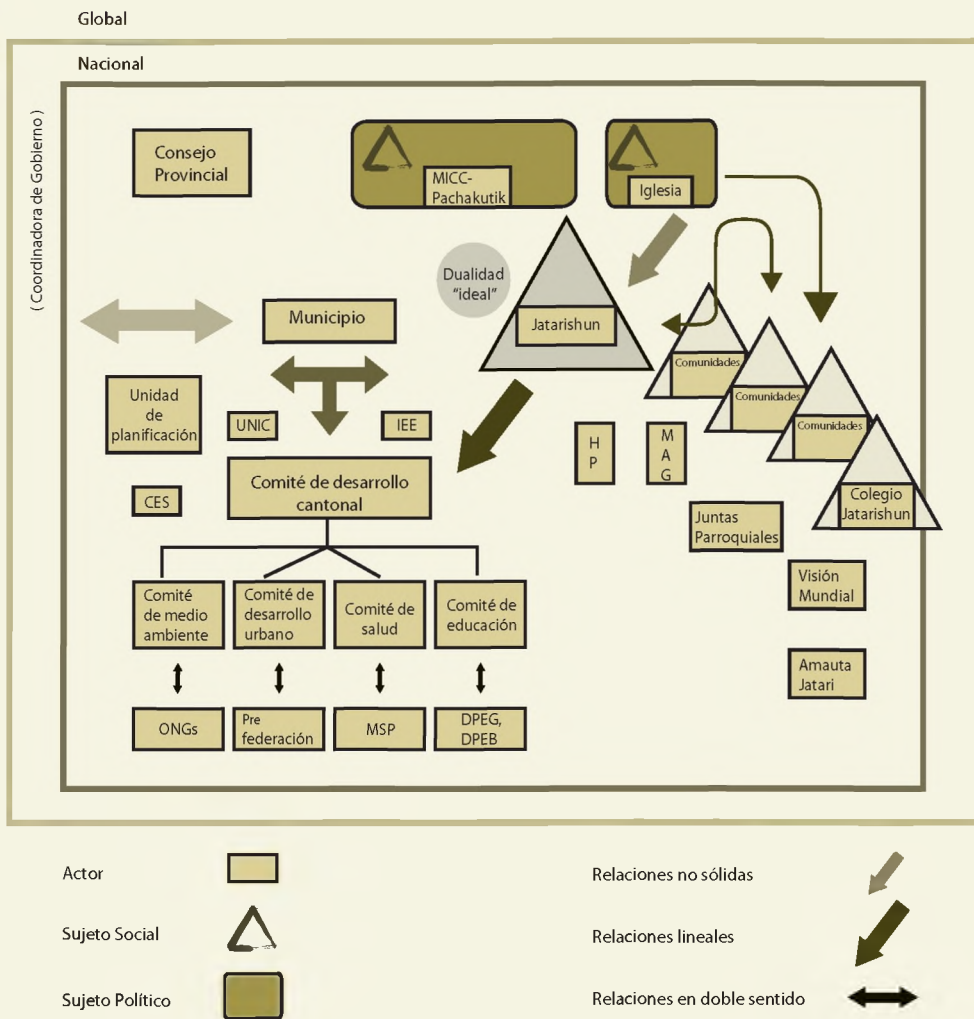 Global
Nacional
( Coordinadora de Gobierno )
Consejo
Provincial
MICC-
Pachakutik
Iglesia
Dualidad
"ideal"
Jatarishun
Municipio
Comunidades
Comunidades
Comunidades
Colegio
Jatarishun
Unidad
de
planificación
UNIC
IEE
H
P
M
A
G
Comité de desarrollo
cantonal
CES
Juntas
Parroquiales
Visión
Mundial
Amauta
Jatari
Comité
de medio
ambiente
Comité de
desarrollo
urbano
Comité de
salud
Comité de
educación
ONGs
Pre
federación
MSP
DPEG,
DPEB
Actor
Sujeto Social
Sujeto Político
Relaciones no sólidas
Relaciones lineales
Relaciones en doble sentido